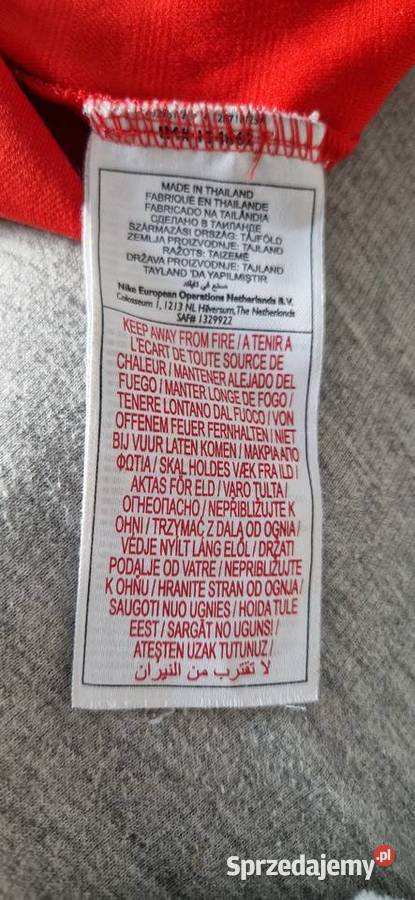 MADE IN THAILAND
FABRIQUE EN THAILANDE
FABRICADO NA TAILÂNDIA
СДЕЛАНО В ТАИЛАНДЕ
SZÁRMAZÁSI ORSZÁG: TÁJFÖLD
ZEMLJA PROIZVODNJE: TAJLAND
RAŽOTS: TAIZEMĒ
DRŽAVA PROIZVODNJE: TAJLAND
TAYLAND 'DA YAPILMIŞTIR
صنع في تايلاند
Nike European Operations Netherlands B.V.
Colosseum 1, 1213 NL Hilversum, The Netherlands
SAF# 1329922
KEEP AWAY FROM FIRE / A TENIR A
L'ECART DE TOUTE SOURCE DE
CHALEUR / MANTENER ALEJADO DEL
FUEGO / MANTER LONGE DE FOGO /
TENERE LONTANO DAL FUOCO / VON
OFFENEM FEUER FERNHALTEN / NIET
BIJ VUUR LATEN KOMEN / ΜΑΚΡΙΑ ΑΠΟ
ΦΩΤΙΑ / SKAL HOLDES VÆK FRA ILD /
AKTAS FÖR ELD / VARO TULTA /
ОГНЕОПАСНО / NEPŘIBLIŽUJTE K
OHNI / TRZYMAĆ Z DALA OD OGNIA /
VÉDJE NYÍLT LÁNG ELŐL / DRŽATI
PODALJE OD VATRE / NEPRIBLIŽUJTE
K OHŇU / HRANITE STRAN OD OGNJA /
SAUGOTI NUO UGNIES / HOIDA TULE
EEST / SARGĀT NO UGUNS! /
ATEŞTEN UZAK TUTUNUZ /
لا تقترب من النيران
Sprzedajemy.pl